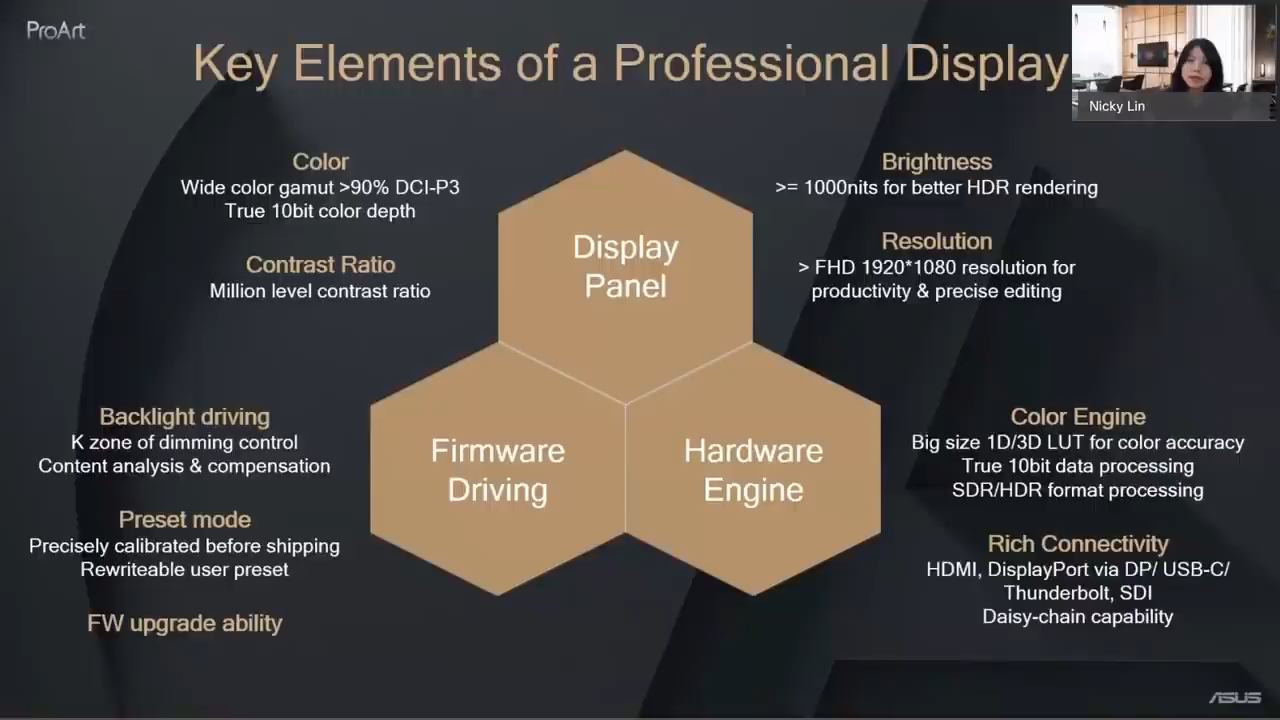 ProArt
Key Elements of a Professional Display
Nicky Lin
Color
Wide color gamut >90% DCI-P3
True 10bit color depth
Contrast Ratio
Million level contrast ratio
Brightness
>= 1000nits for better HDR rendering
Resolution
> FHD 1920*1080 resolution for
productivity & precise editing
Display
Panel
Firmware
Driving
Hardware
Engine
Backlight driving
K zone of dimming control
Content analysis & compensation
Preset mode
Precisely calibrated before shipping
Rewriteable user preset
FW upgrade ability
Color Engine
Big size 1D/3D LUT for color accuracy
True 10bit data processing
SDR/HDR format processing
Rich Connectivity
HDMI, DisplayPort via DP/ USB-C/
Thunderbolt, SDI
Daisy-chain capability
ASUS